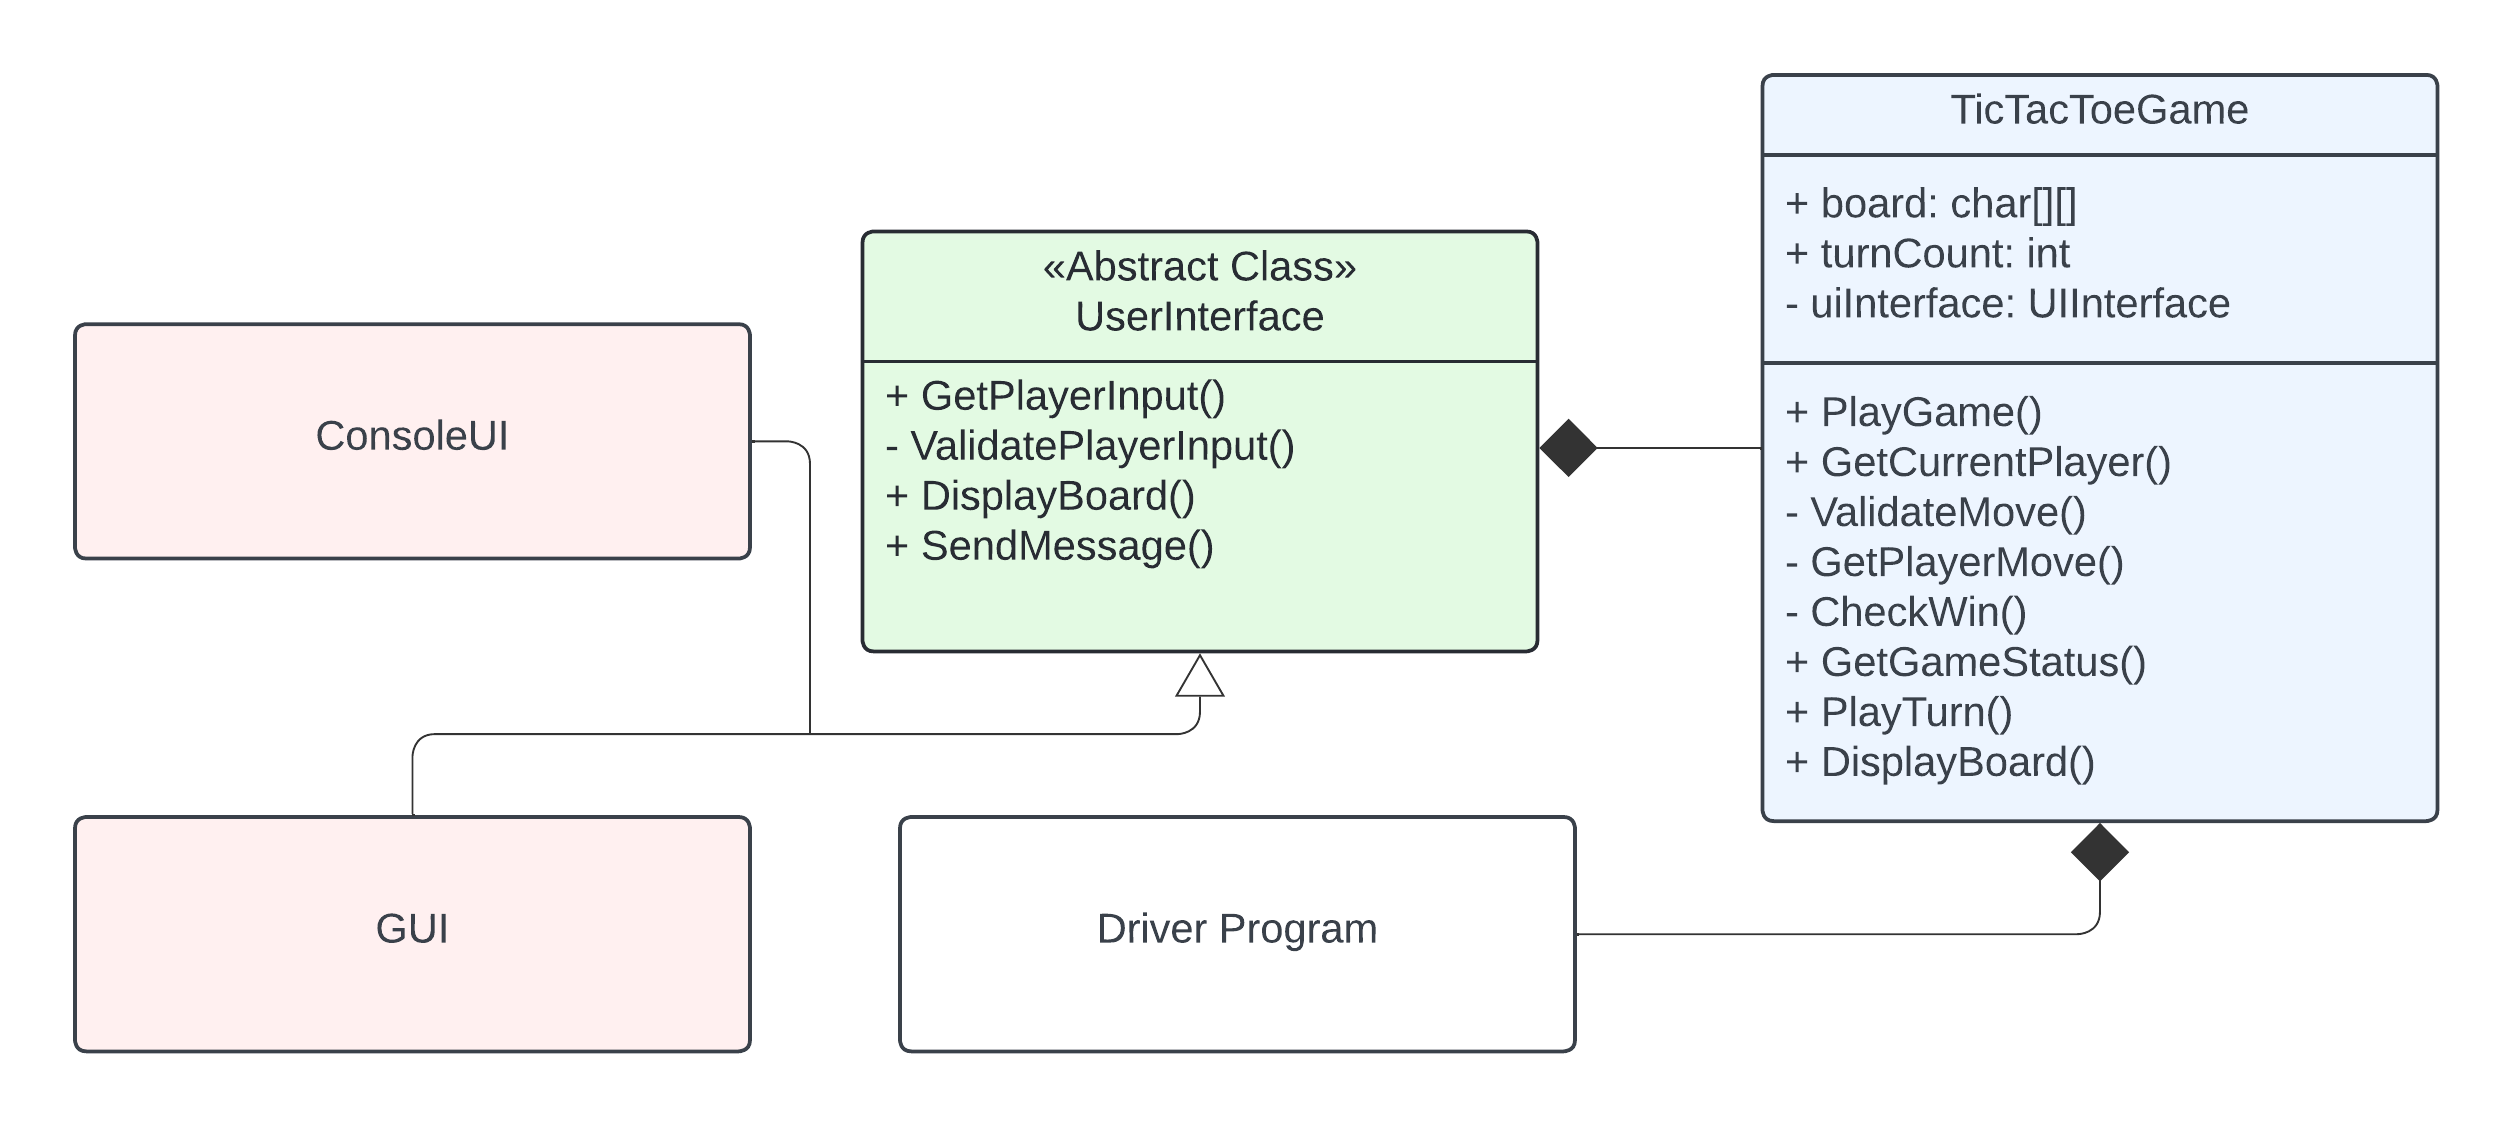 TicTacToeGame
+ board: char[][]
+ turnCount: int
- uiInterface: UIInterface
+ PlayGame()
+ GetCurrentPlayer()
- ValidateMove()
- GetPlayerMove()
- CheckWin()
+ GetGameStatus()
+ PlayTurn()
+ DisplayBoard()
«Abstract Class»
UserInterface
+ GetPlayerInput()
- ValidatePlayerInput()
+ DisplayBoard()
+ SendMessage()
ConsoleUI
GUI
Driver Program